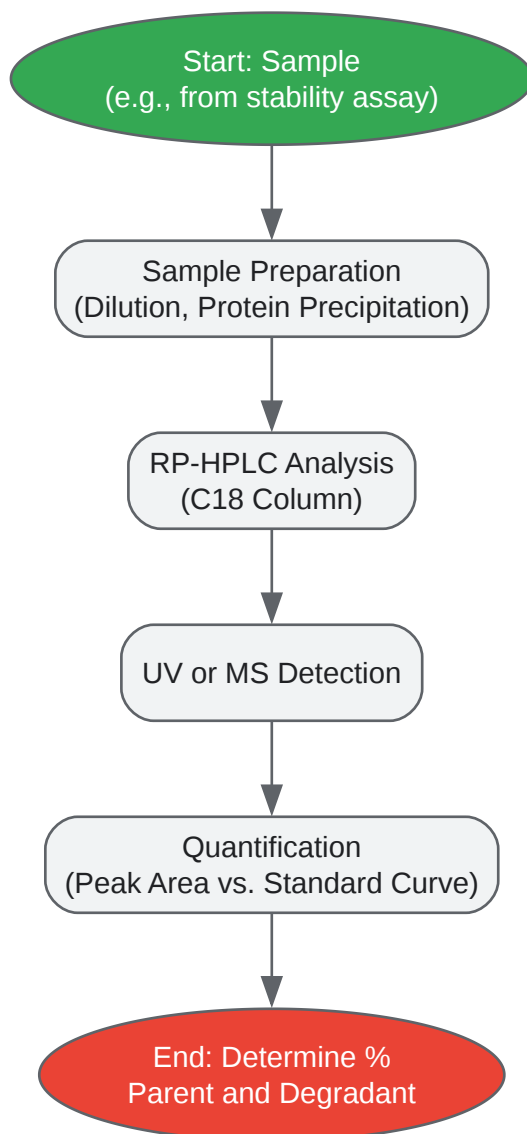 Start: Sample
(e.g., from stability assay)
Sample Preparation
(Dilution, Protein Precipitation)
RP-HPLC Analysis
(C18 Column)
UV or MS Detection
Quantification
(Peak Area vs. Standard Curve)
End: Determine %
Parent and Degradant